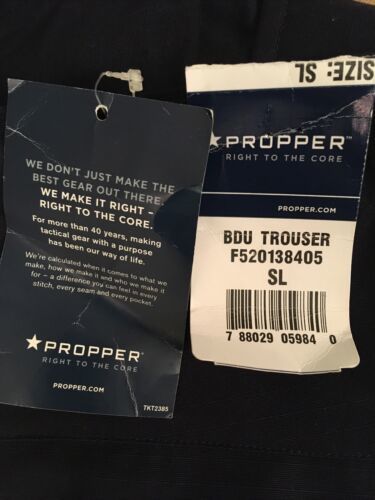 WE DON'T JUST MAKE THE
BEST GEAR OUT THERE.
WE MAKE IT RIGHT –
RIGHT TO THE CORE.
For more than 40 years, making
tactical gear with a purpose
has been our way of life.
We're calculated when it comes to what we
make, how we make it and who we make it
for – a difference you can feel in every
stitch, every seam and every pocket.
PROPPER™
RIGHT TO THE CORE
PROPPER.COM
TKT2385
SIZE: SL
PROPPER™
RIGHT TO THE CORE
PROPPER.COM
BDU TROUSER
F520138405
SL
7 88029 05984 0